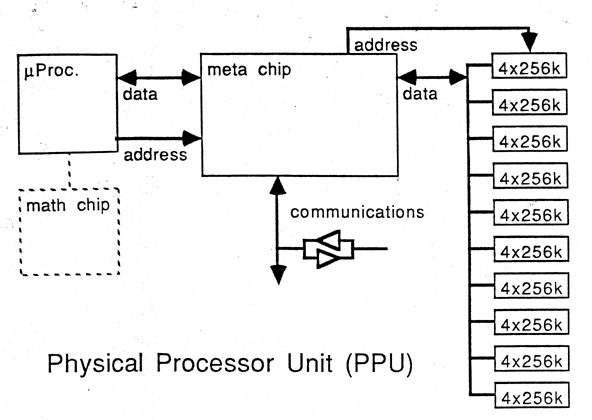 address
µProc.
meta chip
4x256k
data
data
4x256k
address
4x256k
math chip
4x256k
communications
4x256k
4x256k
4x256k
4x256k
Physical Processor Unit (PPU)
4x256k
4x256k